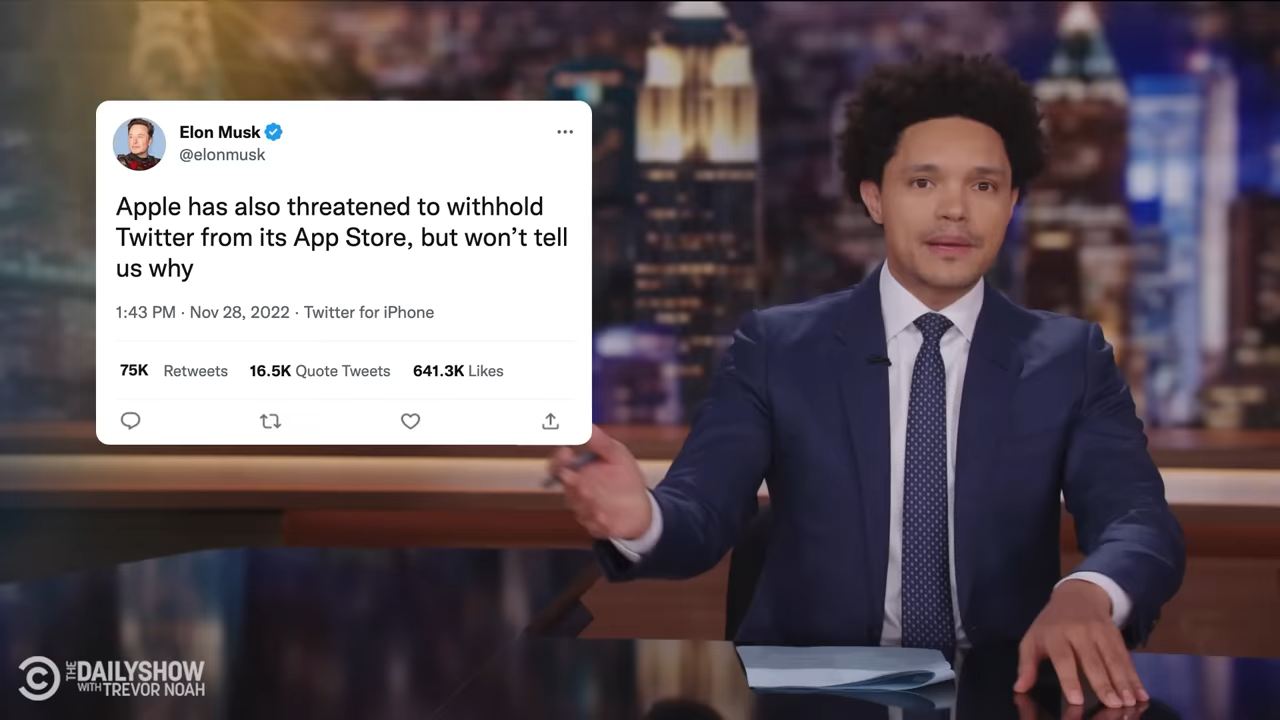 Elon Musk
@elonmusk
Apple has also threatened to withhold
Twitter from its App Store, but won’t tell
us why
1:43 PM · Nov 28, 2022 · Twitter for iPhone
75K Retweets 16.5K Quote Tweets 641.3K Likes
THE DAILYSHOW
WITH TREVOR NOAH